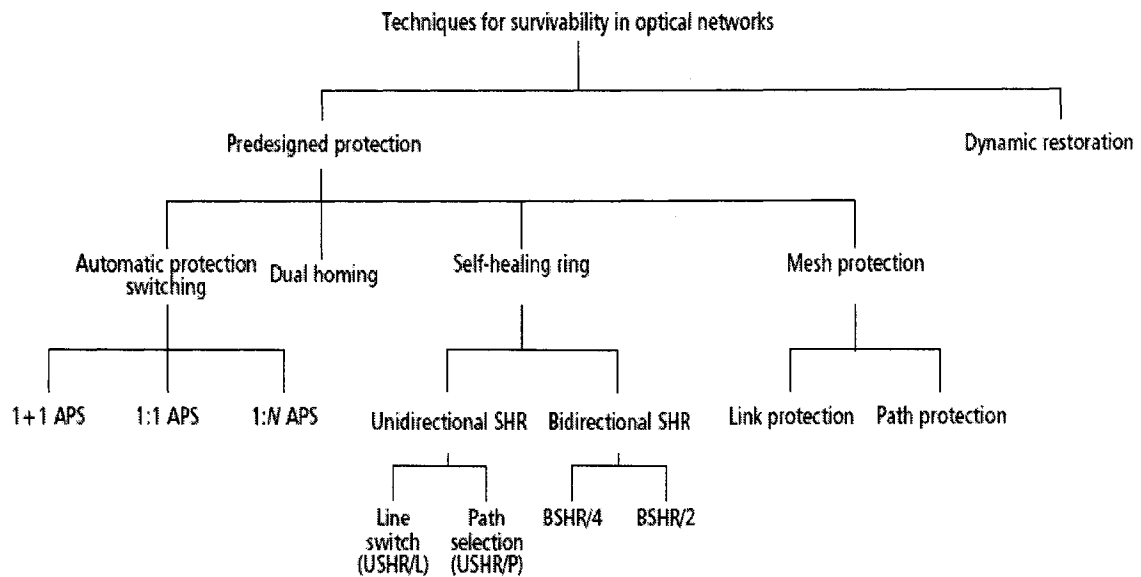 Techniques for survivability in optical networks
Predesigned protection
Dynamic restoration
Automatic protection
switching
Dual homing
Self-healing ring
Mesh protection
1+1 APS
1:1 APS
1:N APS
Unidirectional SHR
Bidirectional SHR
Link protection
Path protection
Line
switch
(USHR/L)
Path
selection
(USHR/P)
BSHR/4
BSHR/2